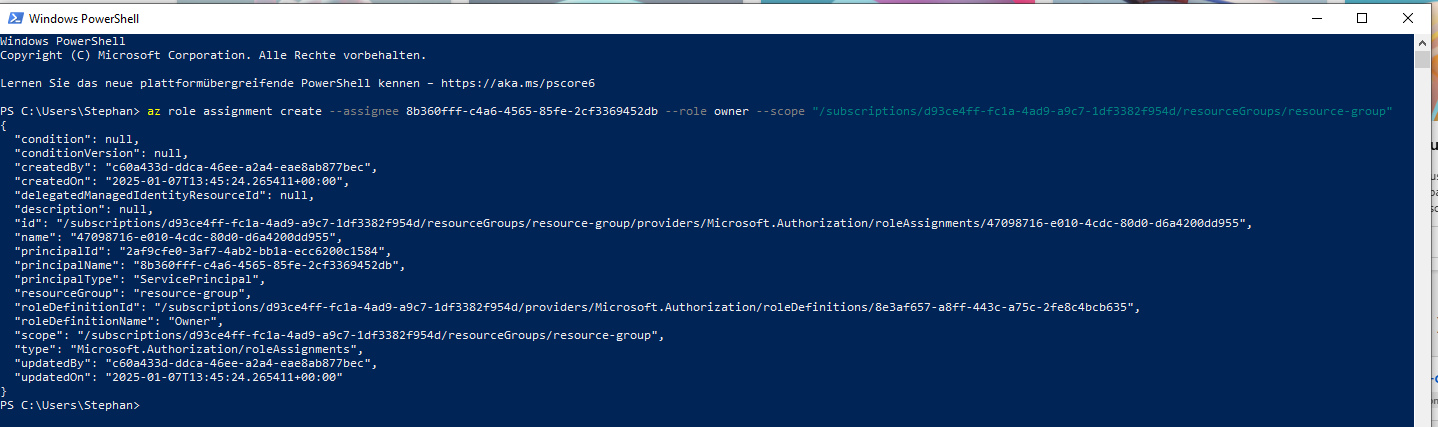 Windows PowerShell
Windows PowerShell
Copyright (C) Microsoft Corporation. Alle Rechte vorbehalten.
Lernen Sie das neue plattformübergreifende PowerShell kennen – https://aka.ms/pscore6
PS C:\Users\Stephan> az role assignment create --assignee 8b360fff-c4a6-4565-85fe-2cf3369452db --role owner --scope "/subscriptions/d93ce4ff-fc1a-4ad9-a9c7-1df3382f954d/resourceGroups/resource-group"
{
  "condition": null,
  "conditionVersion": null,
  "createdBy": "c60a433d-ddca-46ee-a2a4-eae8ab877bec",
  "createdOn": "2025-01-07T13:45:24.265411+00:00",
  "delegatedManagedIdentityResourceId": null,
  "description": null,
  "id": "/subscriptions/d93ce4ff-fc1a-4ad9-a9c7-1df3382f954d/resourceGroups/resource-group/providers/Microsoft.Authorization/roleAssignments/47098716-e010-4cdc-80d0-d6a4200dd955",
  "name": "47098716-e010-4cdc-80d0-d6a4200dd955",
  "principalId": "2af9cfe0-3af7-4ab2-bb1a-ecc6200c1584",
  "principalName": "8b360fff-c4a6-4565-85fe-2cf3369452db",
  "principalType": "ServicePrincipal",
  "resourceGroup": "resource-group",
  "roleDefinitionId": "/subscriptions/d93ce4ff-fc1a-4ad9-a9c7-1df3382f954d/providers/Microsoft.Authorization/roleDefinitions/8e3af657-a8ff-443c-a75c-2fe8c4bcb635",
  "roleDefinitionName": "Owner",
  "scope": "/subscriptions/d93ce4ff-fc1a-4ad9-a9c7-1df3382f954d/resourceGroups/resource-group",
  "type": "Microsoft.Authorization/roleAssignments",
  "updatedBy": "c60a433d-ddca-46ee-a2a4-eae8ab877bec",
  "updatedOn": "2025-01-07T13:45:24.265411+00:00"
}
PS C:\Users\Stephan>